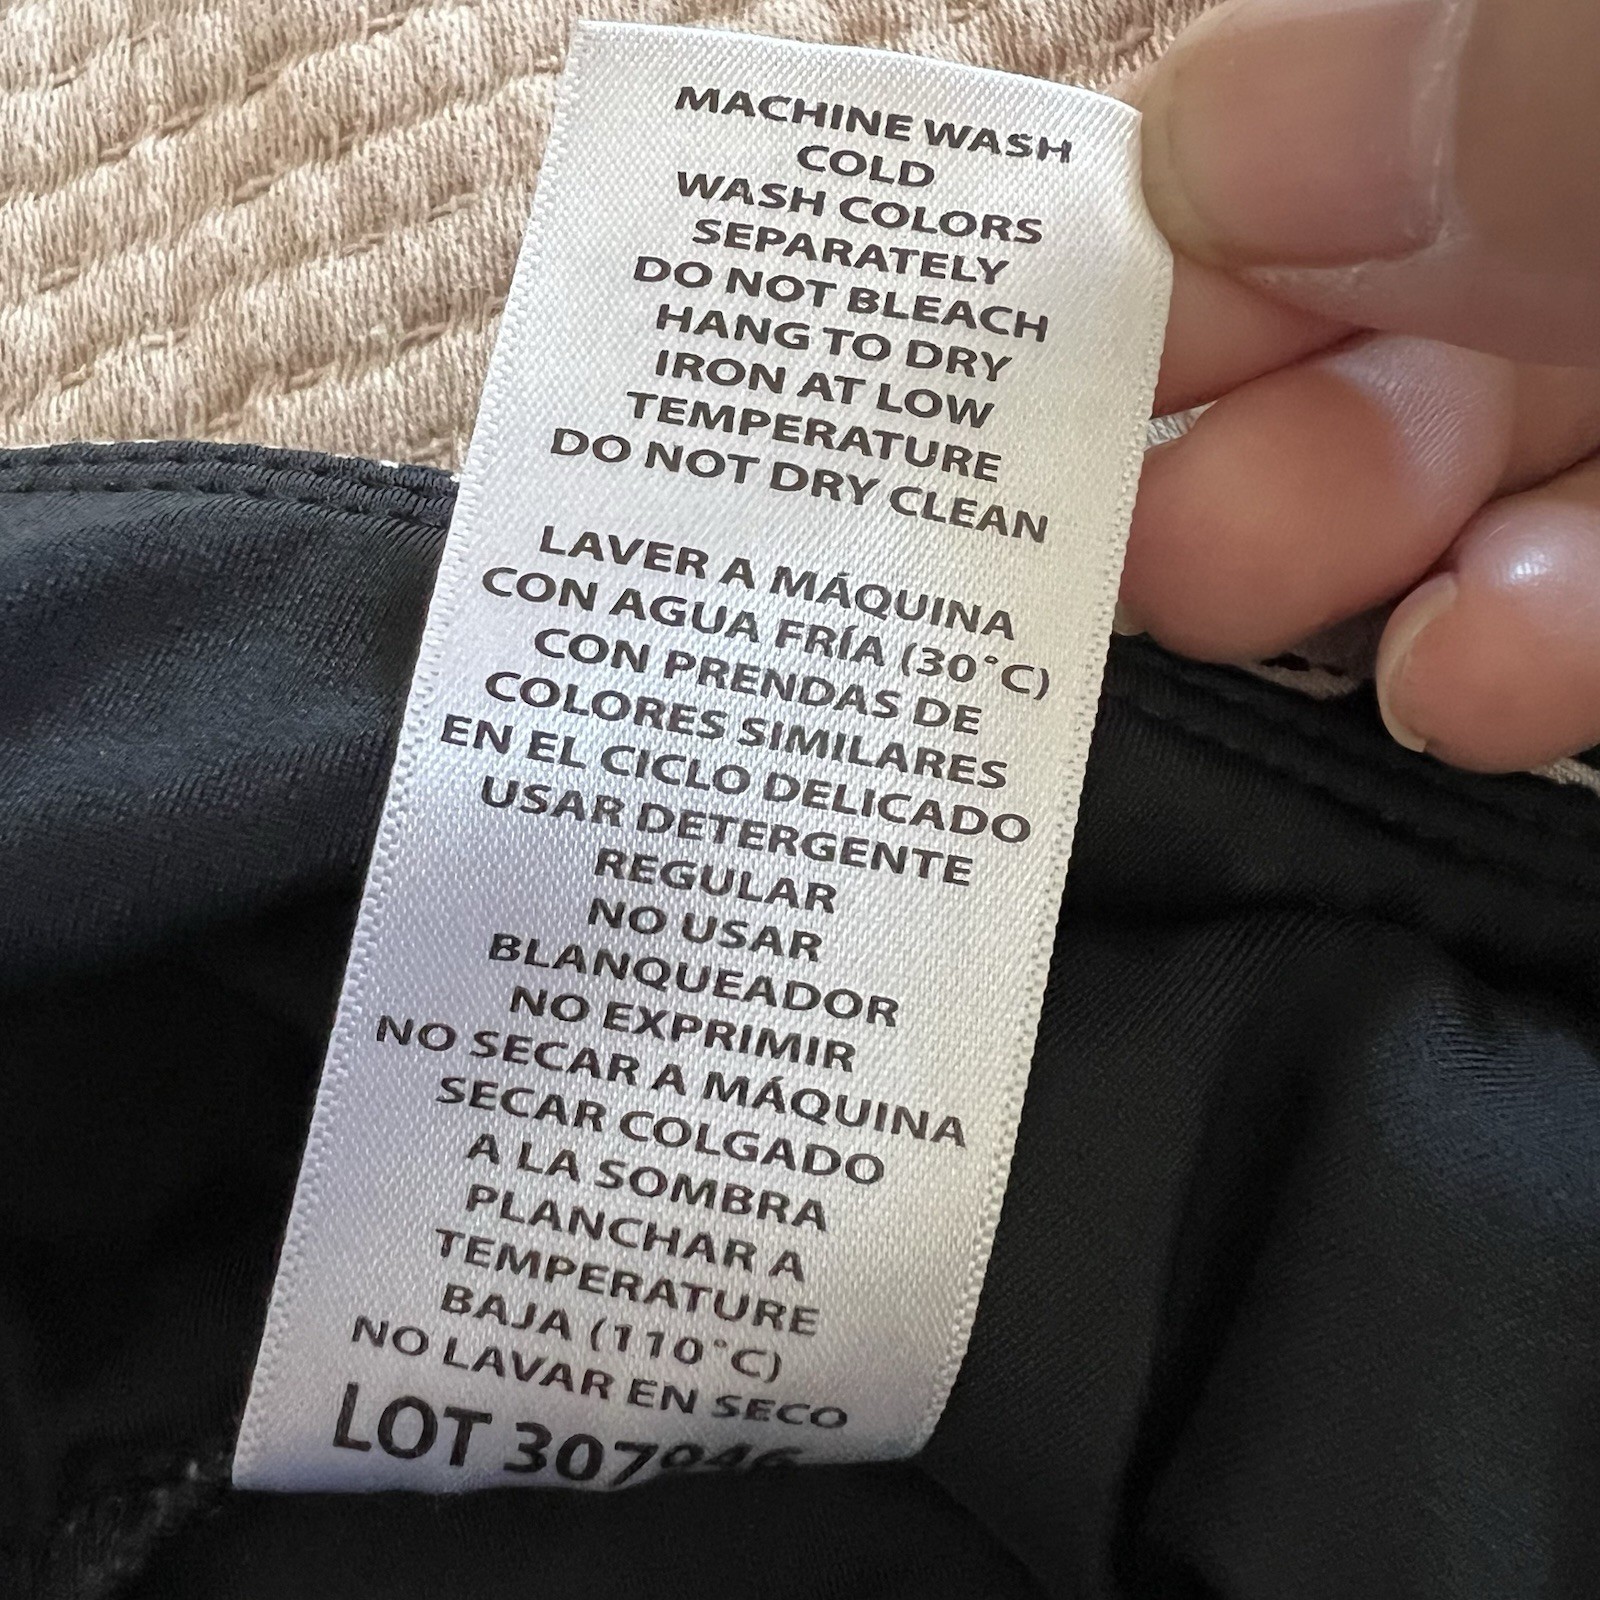 MACHINE WASH
COLD
WASH COLORS
SEPARATELY
DO NOT BLEACH
HANG TO DRY
IRON AT LOW
TEMPERATURE
DO NOT DRY CLEAN
LAVER A MÁQUINA
CON AGUA FRÍA (30°C)
CON PRENDAS DE
COLORES SIMILARES
EN EL CICLO DELICADO
USAR DETERGENTE
REGULAR
NO USAR
BLANQUEADOR
NO EXPRIMIR
NO SECAR A MÁQUINA
SECAR COLGADO
A LA SOMBRA
PLANCHAR A
TEMPERATURE
BAJA (110°C)
NO LAVAR EN SECO
LOT